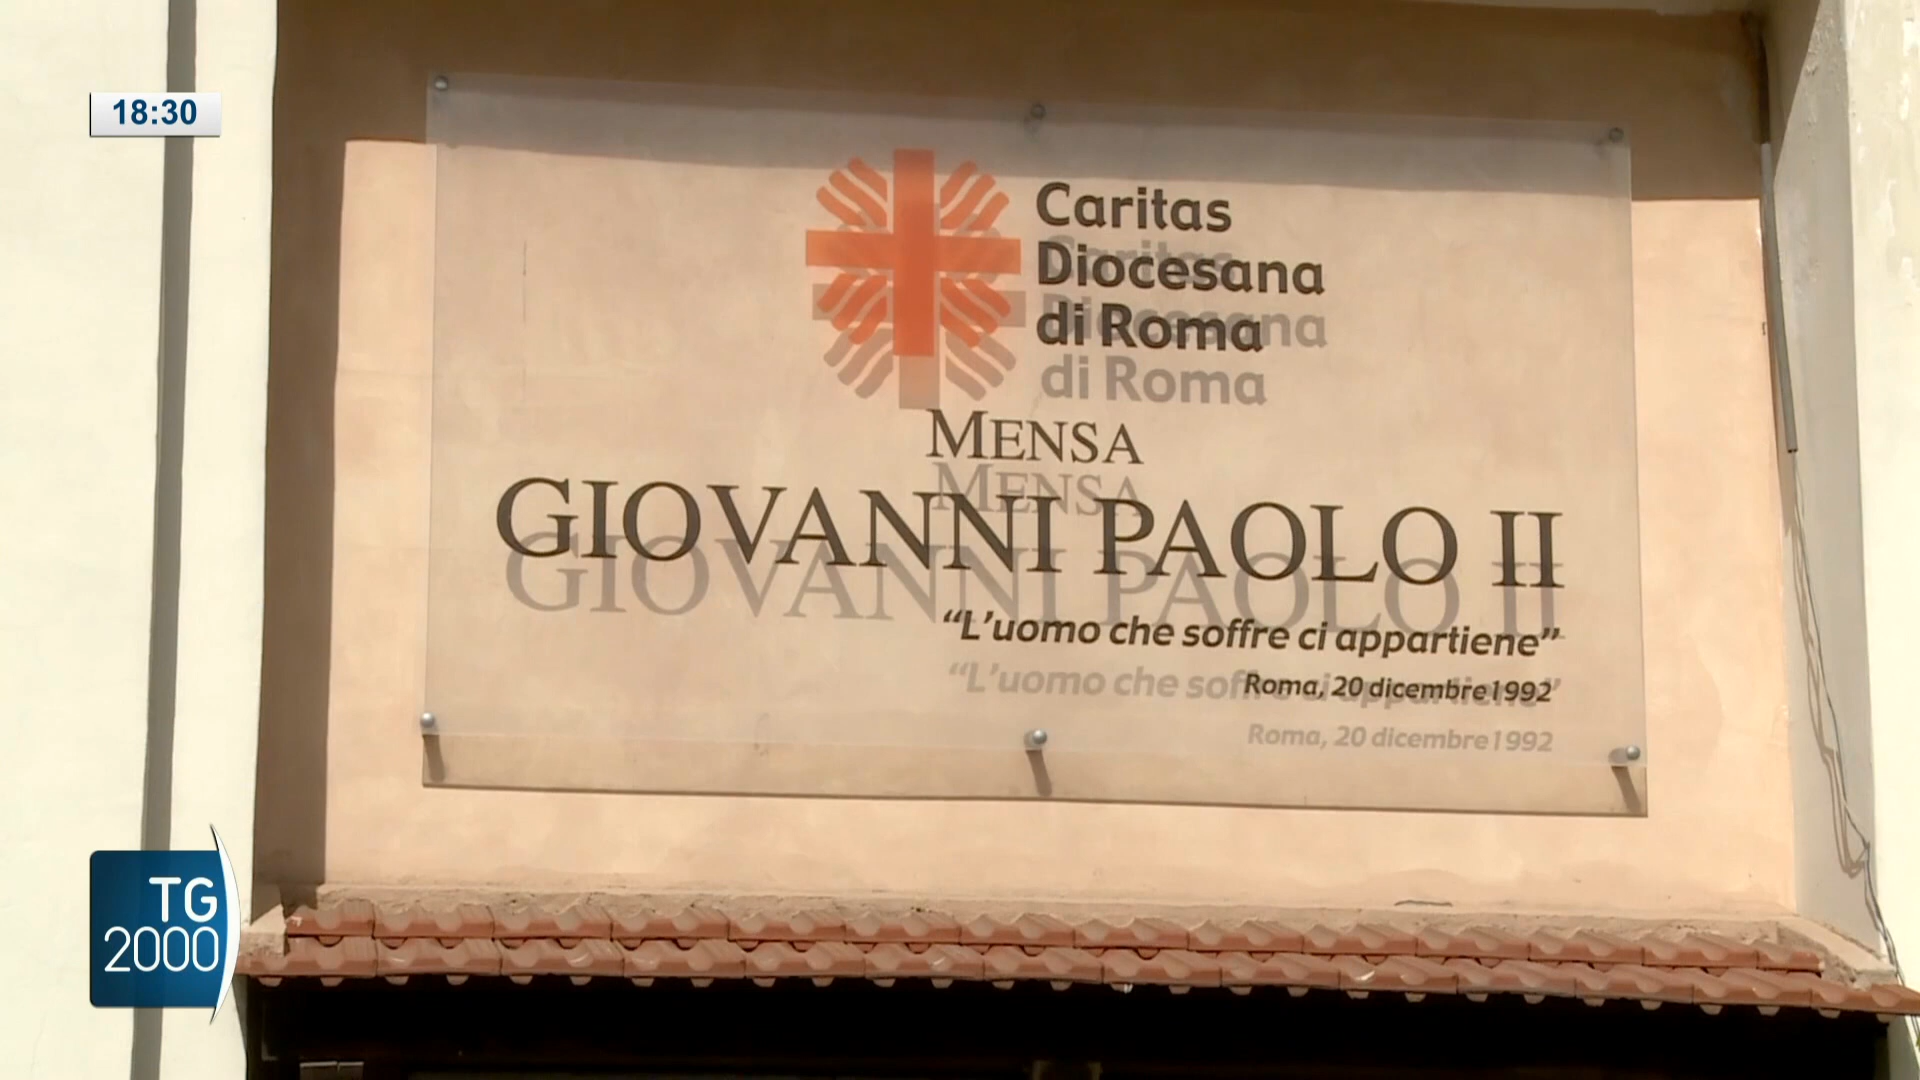 18:30
Caritas
Diocesana
di Roma
MENSA
GIOVANNI PAOLO II
“L’uomo che soffre ci appartiene”
Roma, 20 dicembre 1992
TG
2000